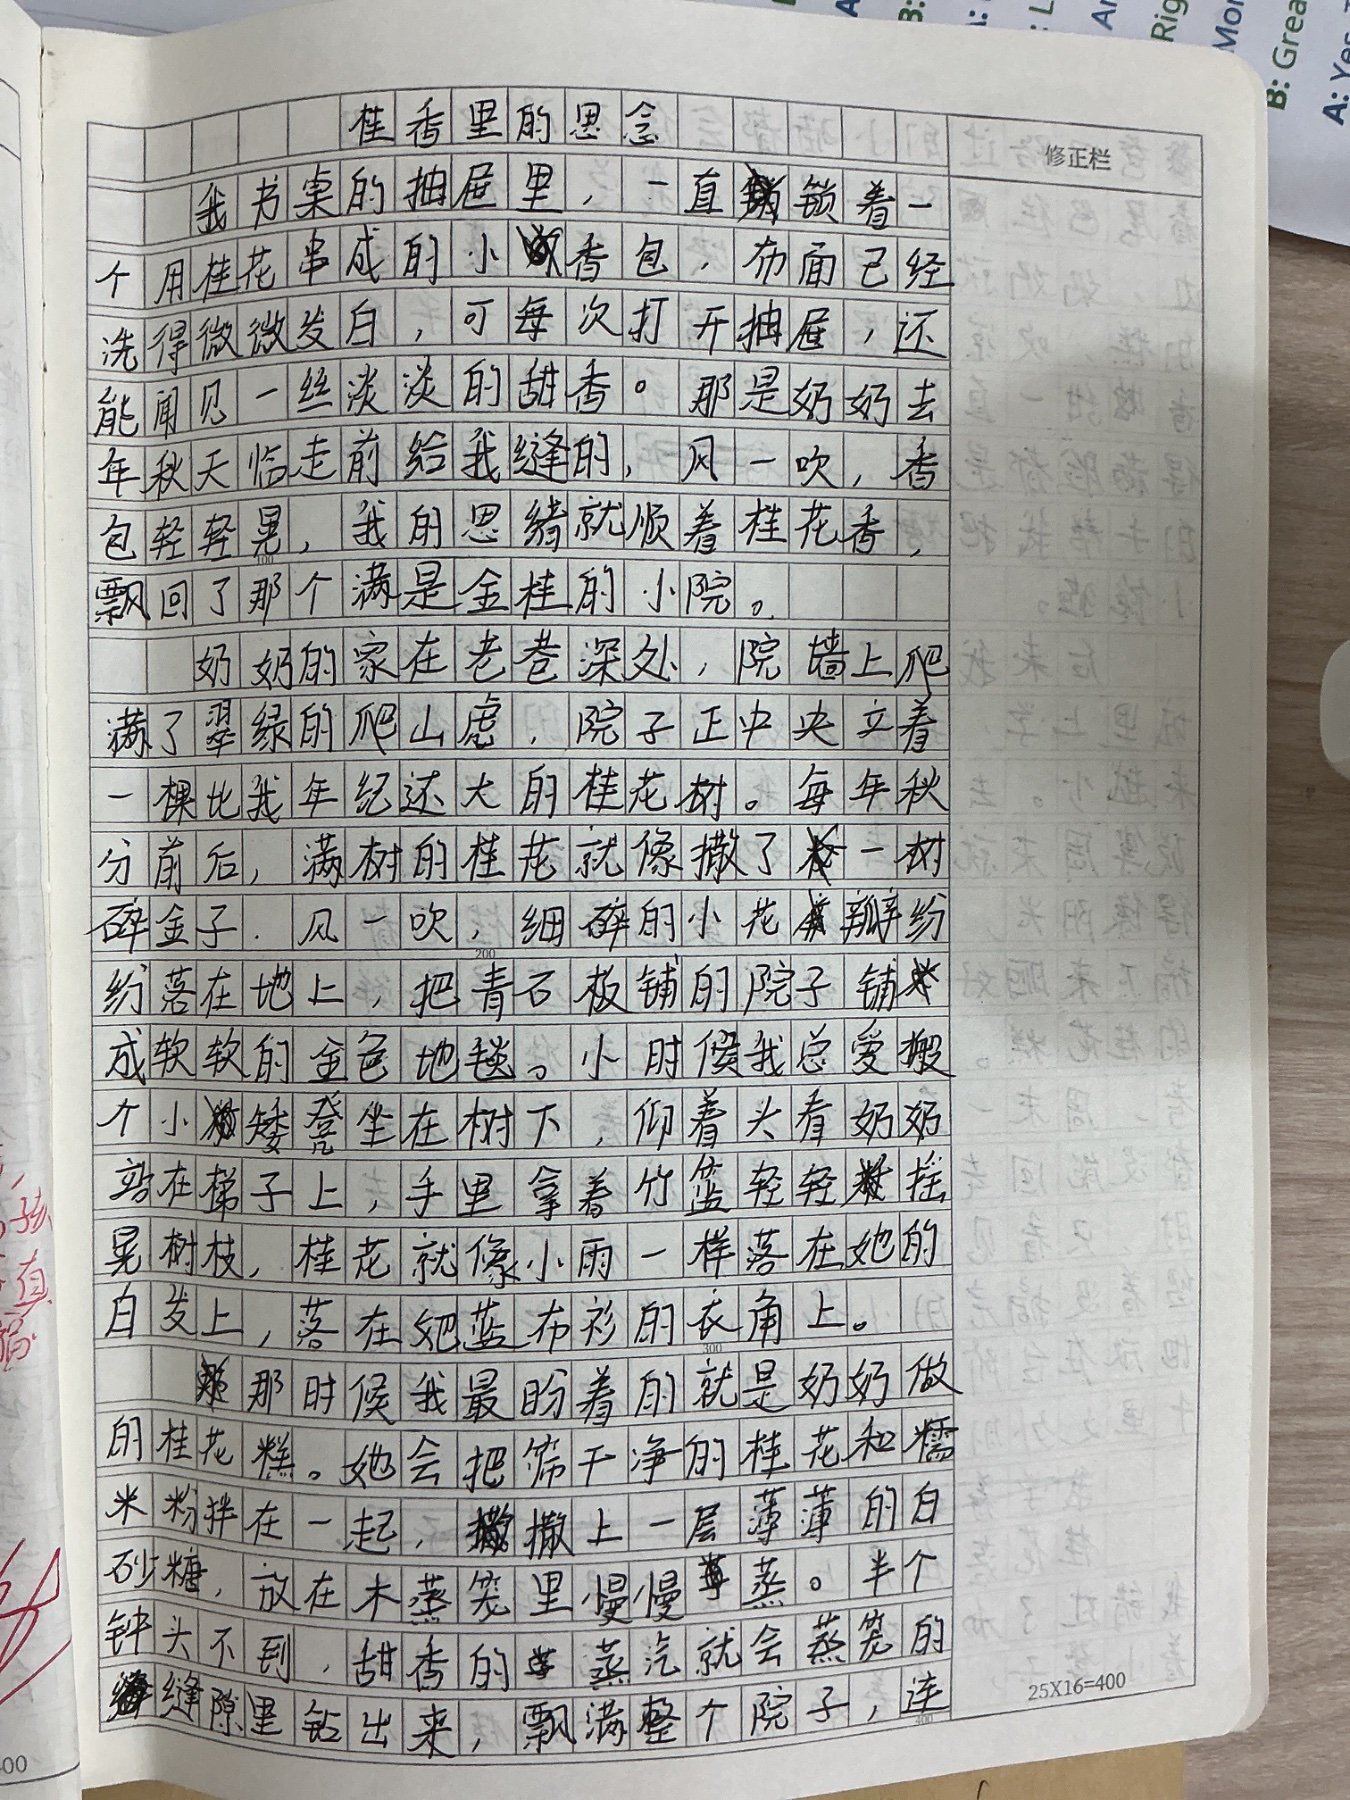 桂香里的思念
修正栏
我书桌的抽屉里，一直锁着一
个用桂花串成的小香包，布面已经
洗得微微发白，可每次打开抽屉，还
能闻见一丝淡淡的甜香。那是奶奶去
年秋天临走前给我缝的，风一吹，香
包轻轻晃，我的思绪就顺着桂花香，
飘回了那个满是金桂的小院。
奶奶的家在老巷深处，院墙上爬
满了翠绿的爬山虎，院子正中央立着
一棵比我年纪还大的桂花树。每年秋
分前后，满树的桂花就像撒了一树
碎金子.风一吹，细碎的小花瓣纷
纷落在地上，把青石板铺的院子铺
成软软的金色地毯。小时候我总爱搬
个小矮凳坐在树下，仰着头看奶奶
站在梯子上，手里拿着竹篮轻轻摇
晃树枝，桂花就像小雨一样落在她的
白发上，落在她蓝布衫的衣角上。
那时候我最盼着的就是奶奶做
的桂花糕。她会把筛干净的桂花和糯
米粉拌在一起，撒上一层薄薄的白
砂糖，放在木蒸笼里慢慢蒸。半个
钟头不到，甜香的蒸汽就会蒸笼的
缝隙里钻出来，飘满整个院子，连
100
200
300
400
25X16=400
400
B: Grea
A: Yes
Rig
Mor